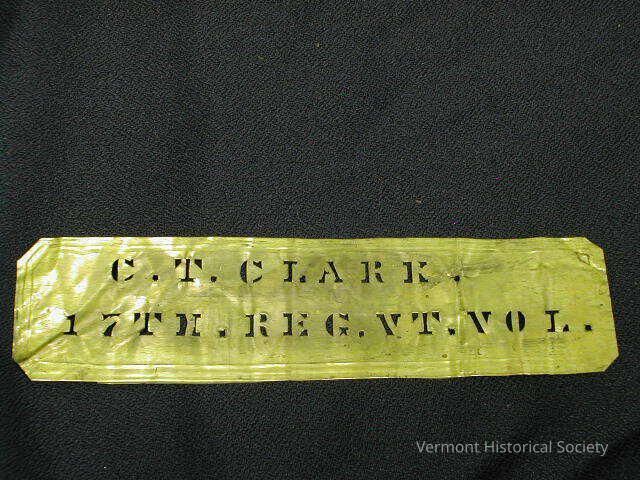 C. T. CLARK.
17TH. REG. VT. VOL.
Vermont Historical Society